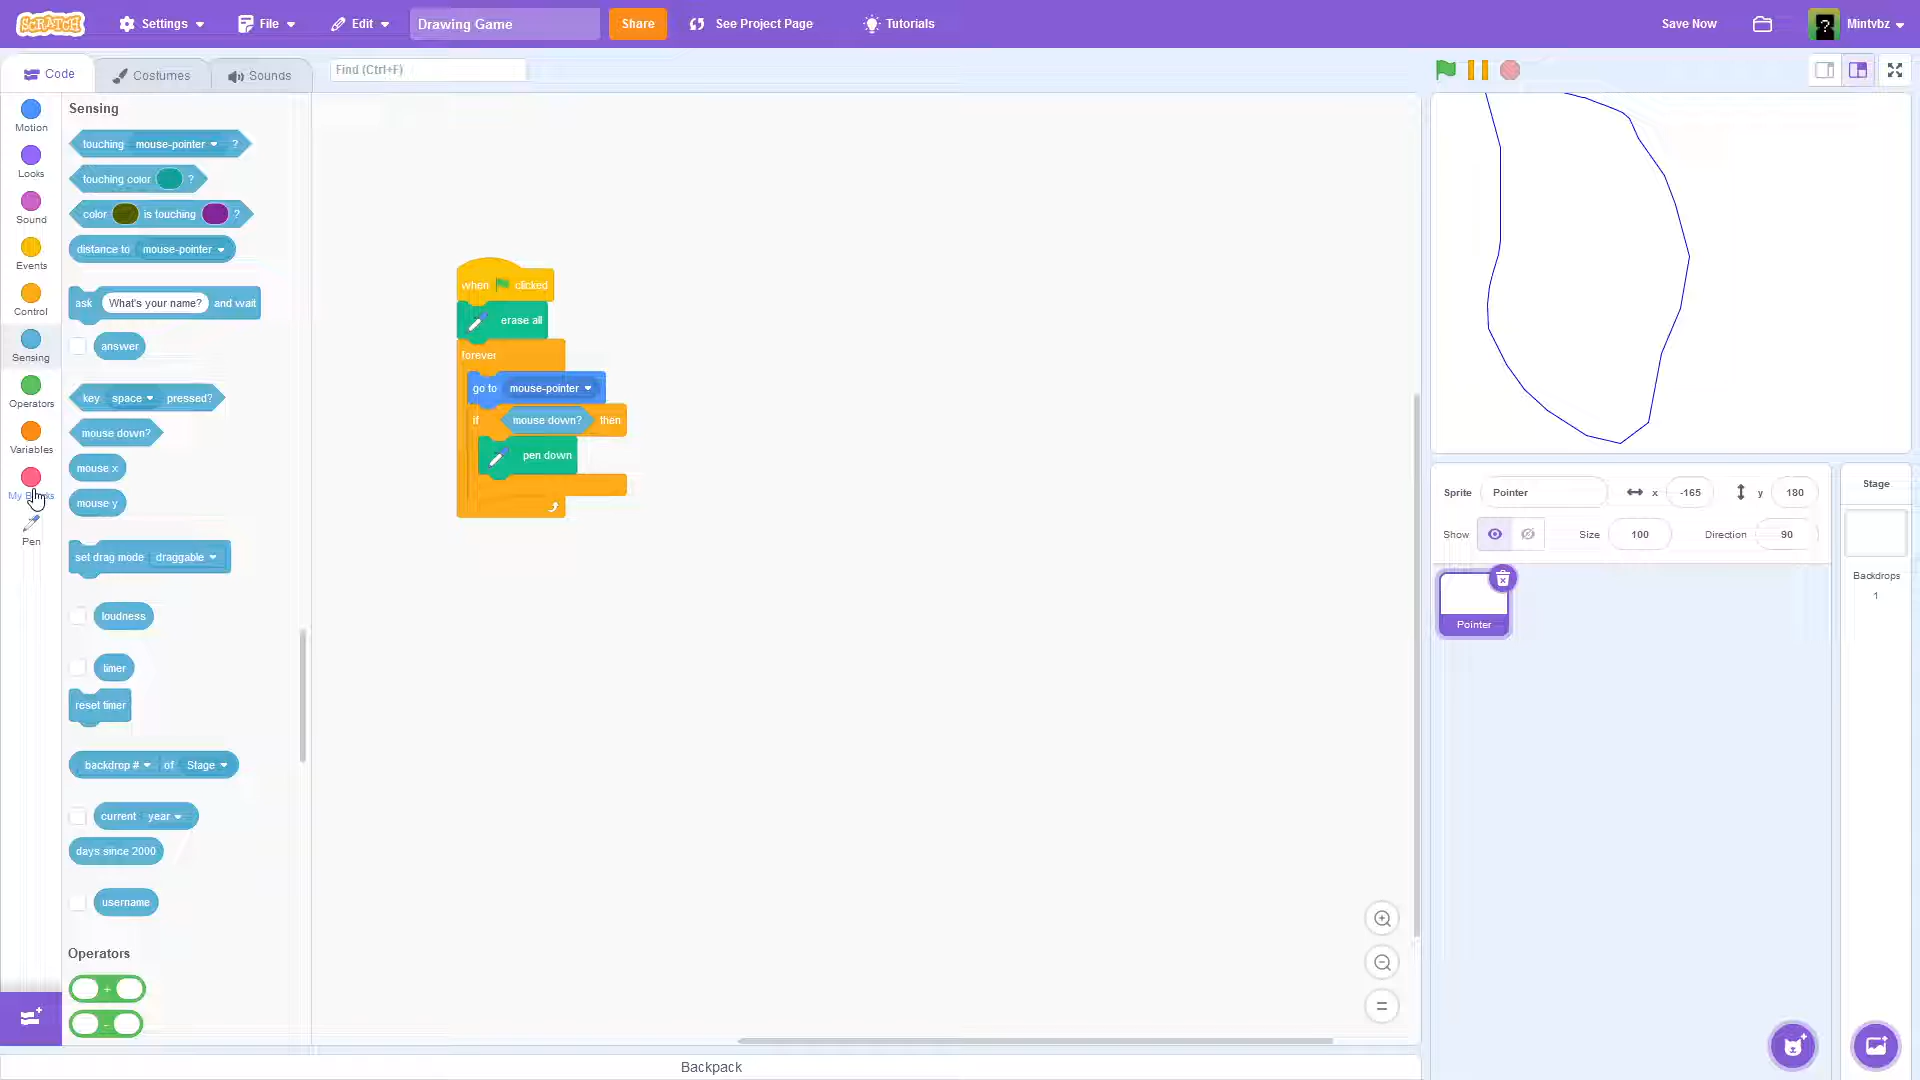 SCRATCH
Settings
File
Edit
Drawing Game
Share
See Project Page
Tutorials
Save Now
?
Mintvbz
Code
Costumes
Sounds
Find (Ctrl+F)
Motion
Looks
Sound
Events
Control
Sensing
Operators
Variables
Pen
Sensing
touching mouse-pointer ?
touching color ?
color is touching ?
distance to mouse-pointer
ask What's your name? and wait
answer
key space pressed?
mouse down?
mouse x
mouse y
set drag mode draggable
loudness
timer
reset timer
backdrop # of Stage
current year
days since 2000
username
Operators
+
-
when clicked
erase all
forever
go to mouse-pointer
if mouse down? then
pen down
Sprite Pointer x -165 y 180
Show Size 100 Direction 90
Pointer
Stage
Backdrops
1
Backpack